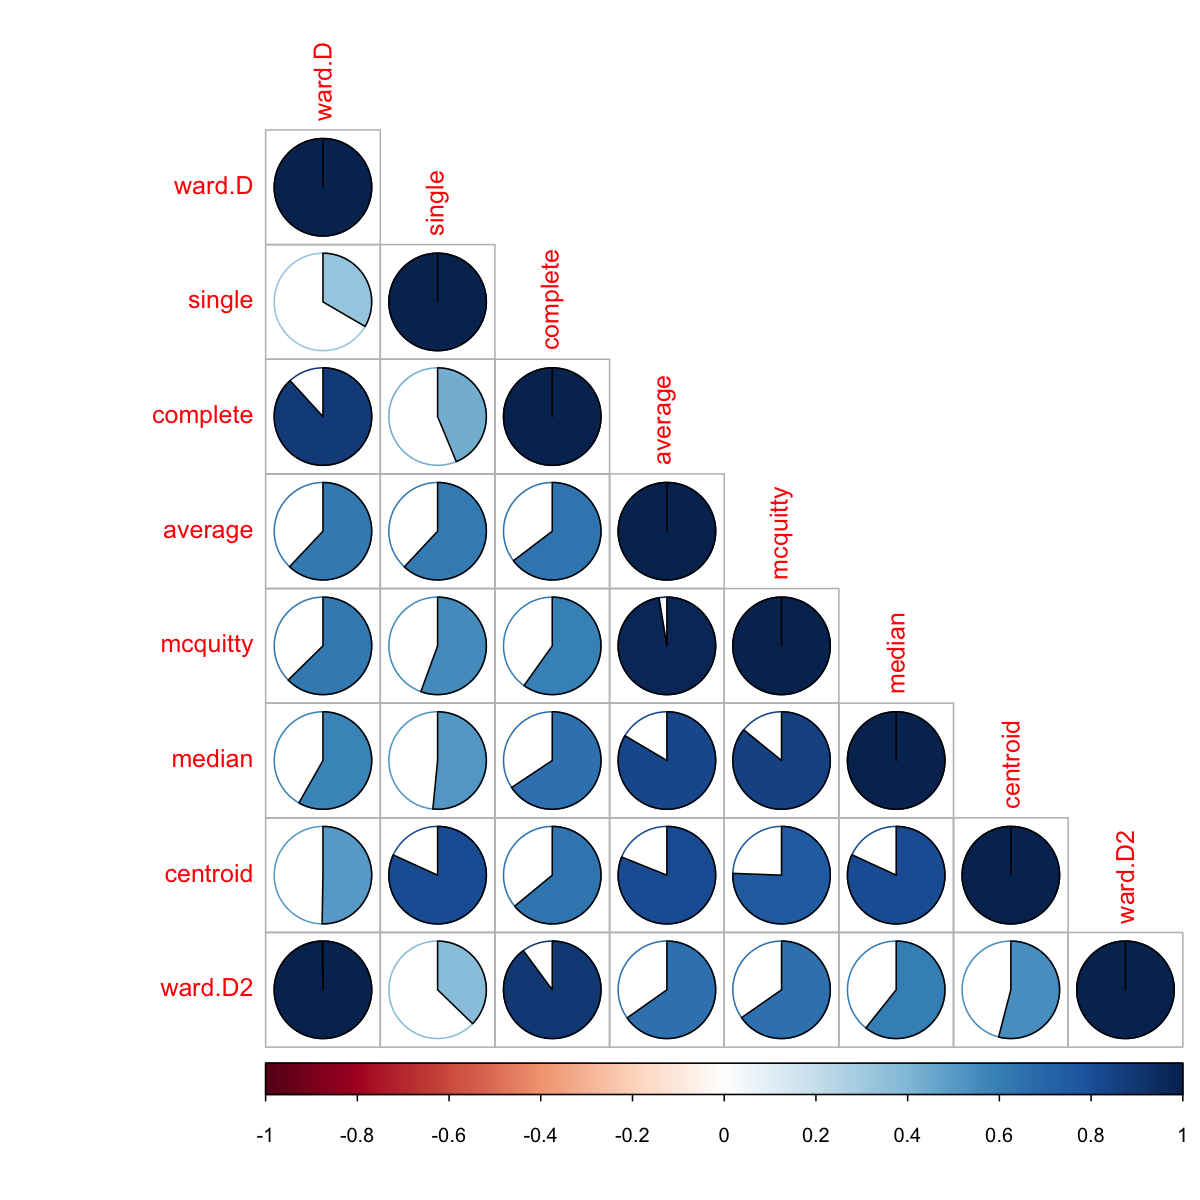 ward.D
single
complete
average
mcquitty
median
centroid
ward.D2
ward.D
single
complete
average
mcquitty
median
centroid
ward.D2
-1 -0.8 -0.6 -0.4 -0.2 0 0.2 0.4 0.6 0.8 1